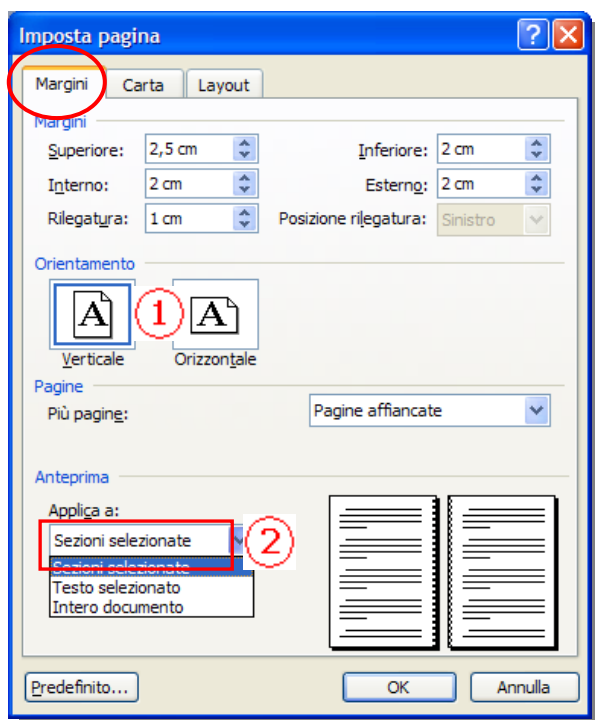 Imposta pagina
Margini Carta Layout
Margini
Superiore: 2,5 cm Inferiore: 2 cm
Interno: 2 cm Esterno: 2 cm
Rilegatura: 1 cm Posizione rilegatura: Sinistro
Orientamento
A 1 A
Verticale Orizzontale
Pagine
Più pagine: Pagine affiancate
Anteprima
Applica a:
Sezioni selezionate 2
Sezioni selezionate
Testo selezionato
Intero documento
Predefinito... OK Annulla